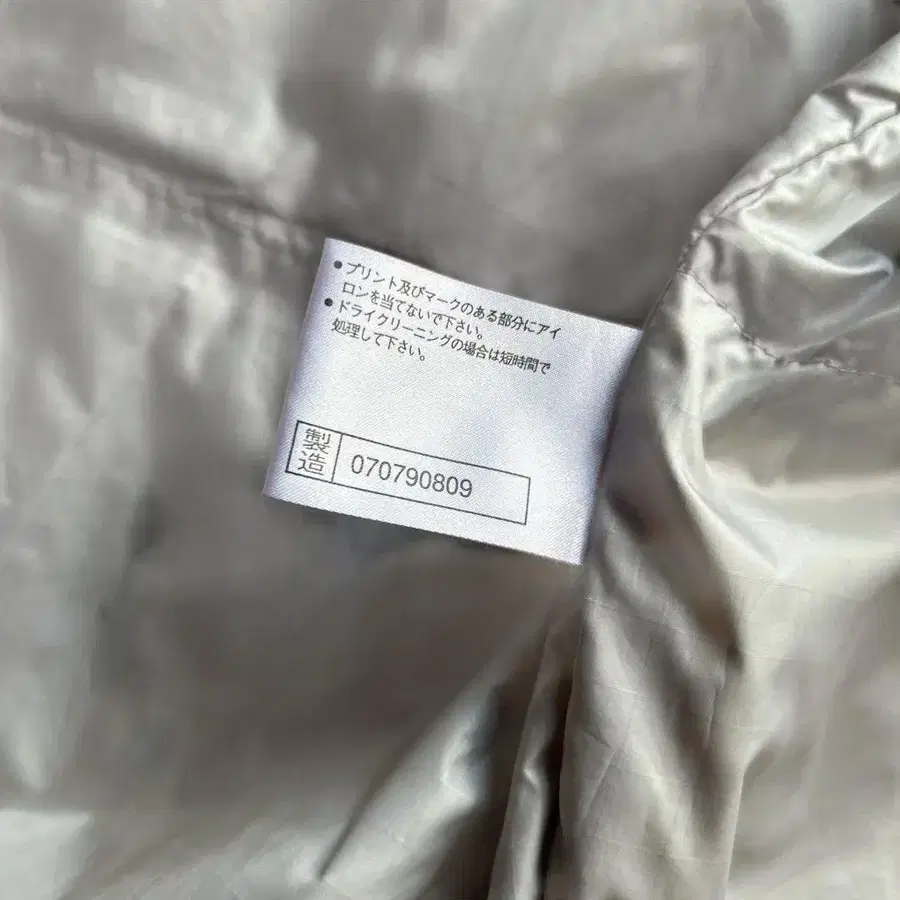 ●プリント及びマークのある部分にアイ
ロンを当てないで下さい。
●ドライクリーニングの場合は短時間で
処理して下さい。
製造 070790809